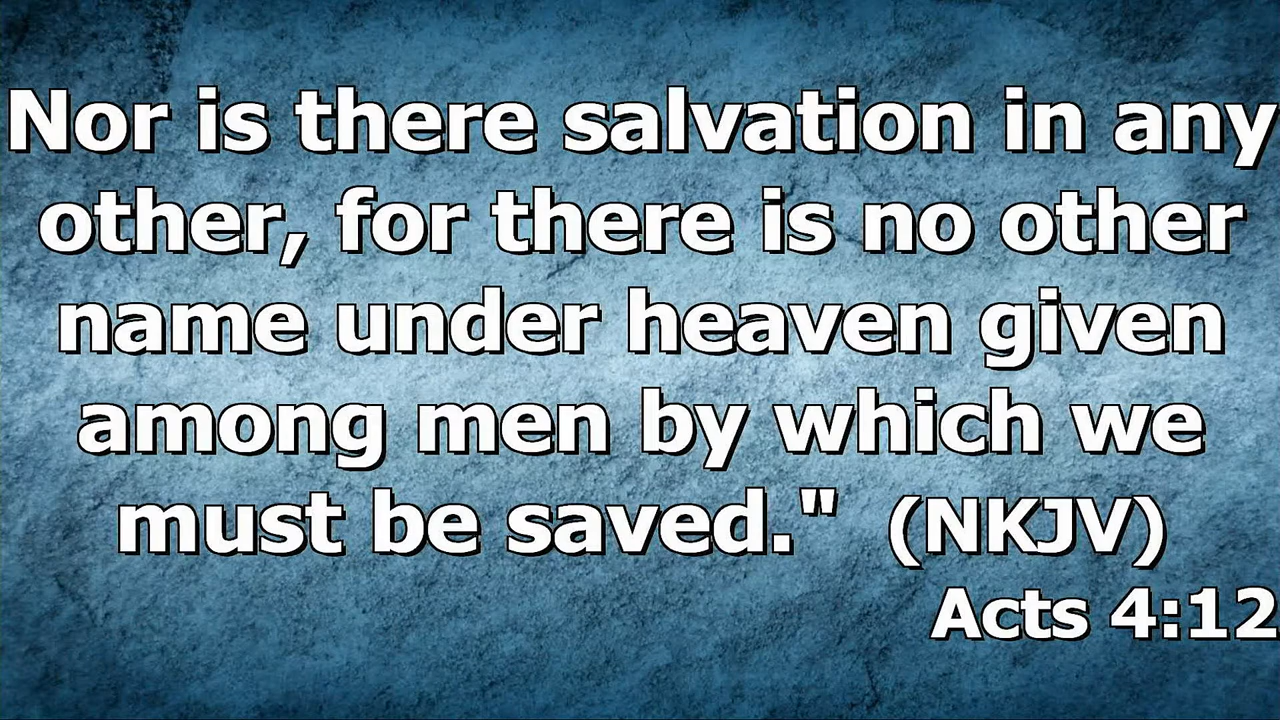 Nor is there salvation in any
other, for there is no other
name under heaven given
among men by which we
must be saved." (NKJV)
Acts 4:12